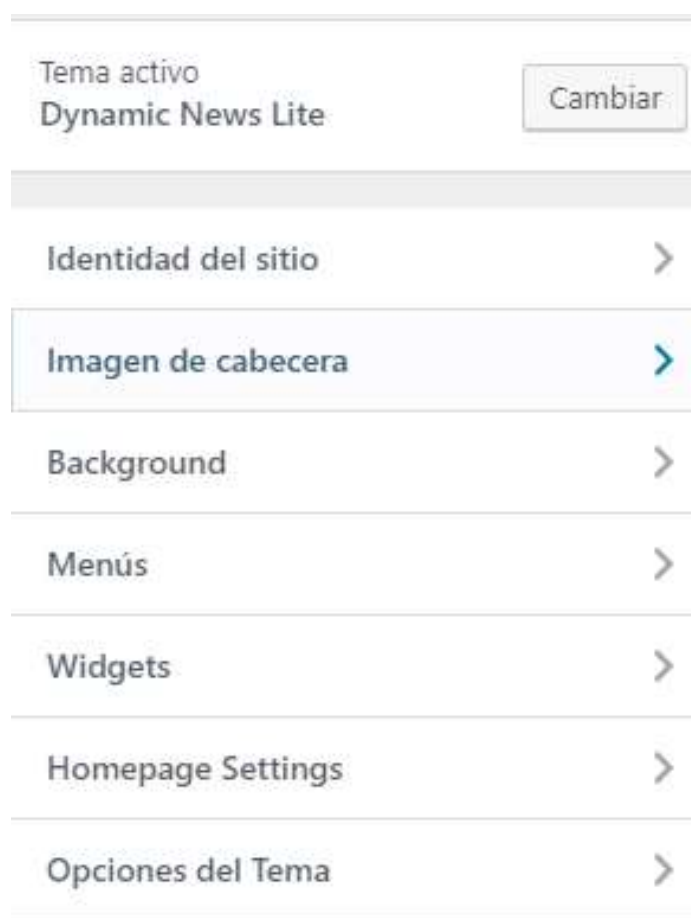 Tema activo
Dynamic News Lite
Cambiar
Identidad del sitio
Imagen de cabecera
Background
Menús
Widgets
Homepage Settings
Opciones del Tema